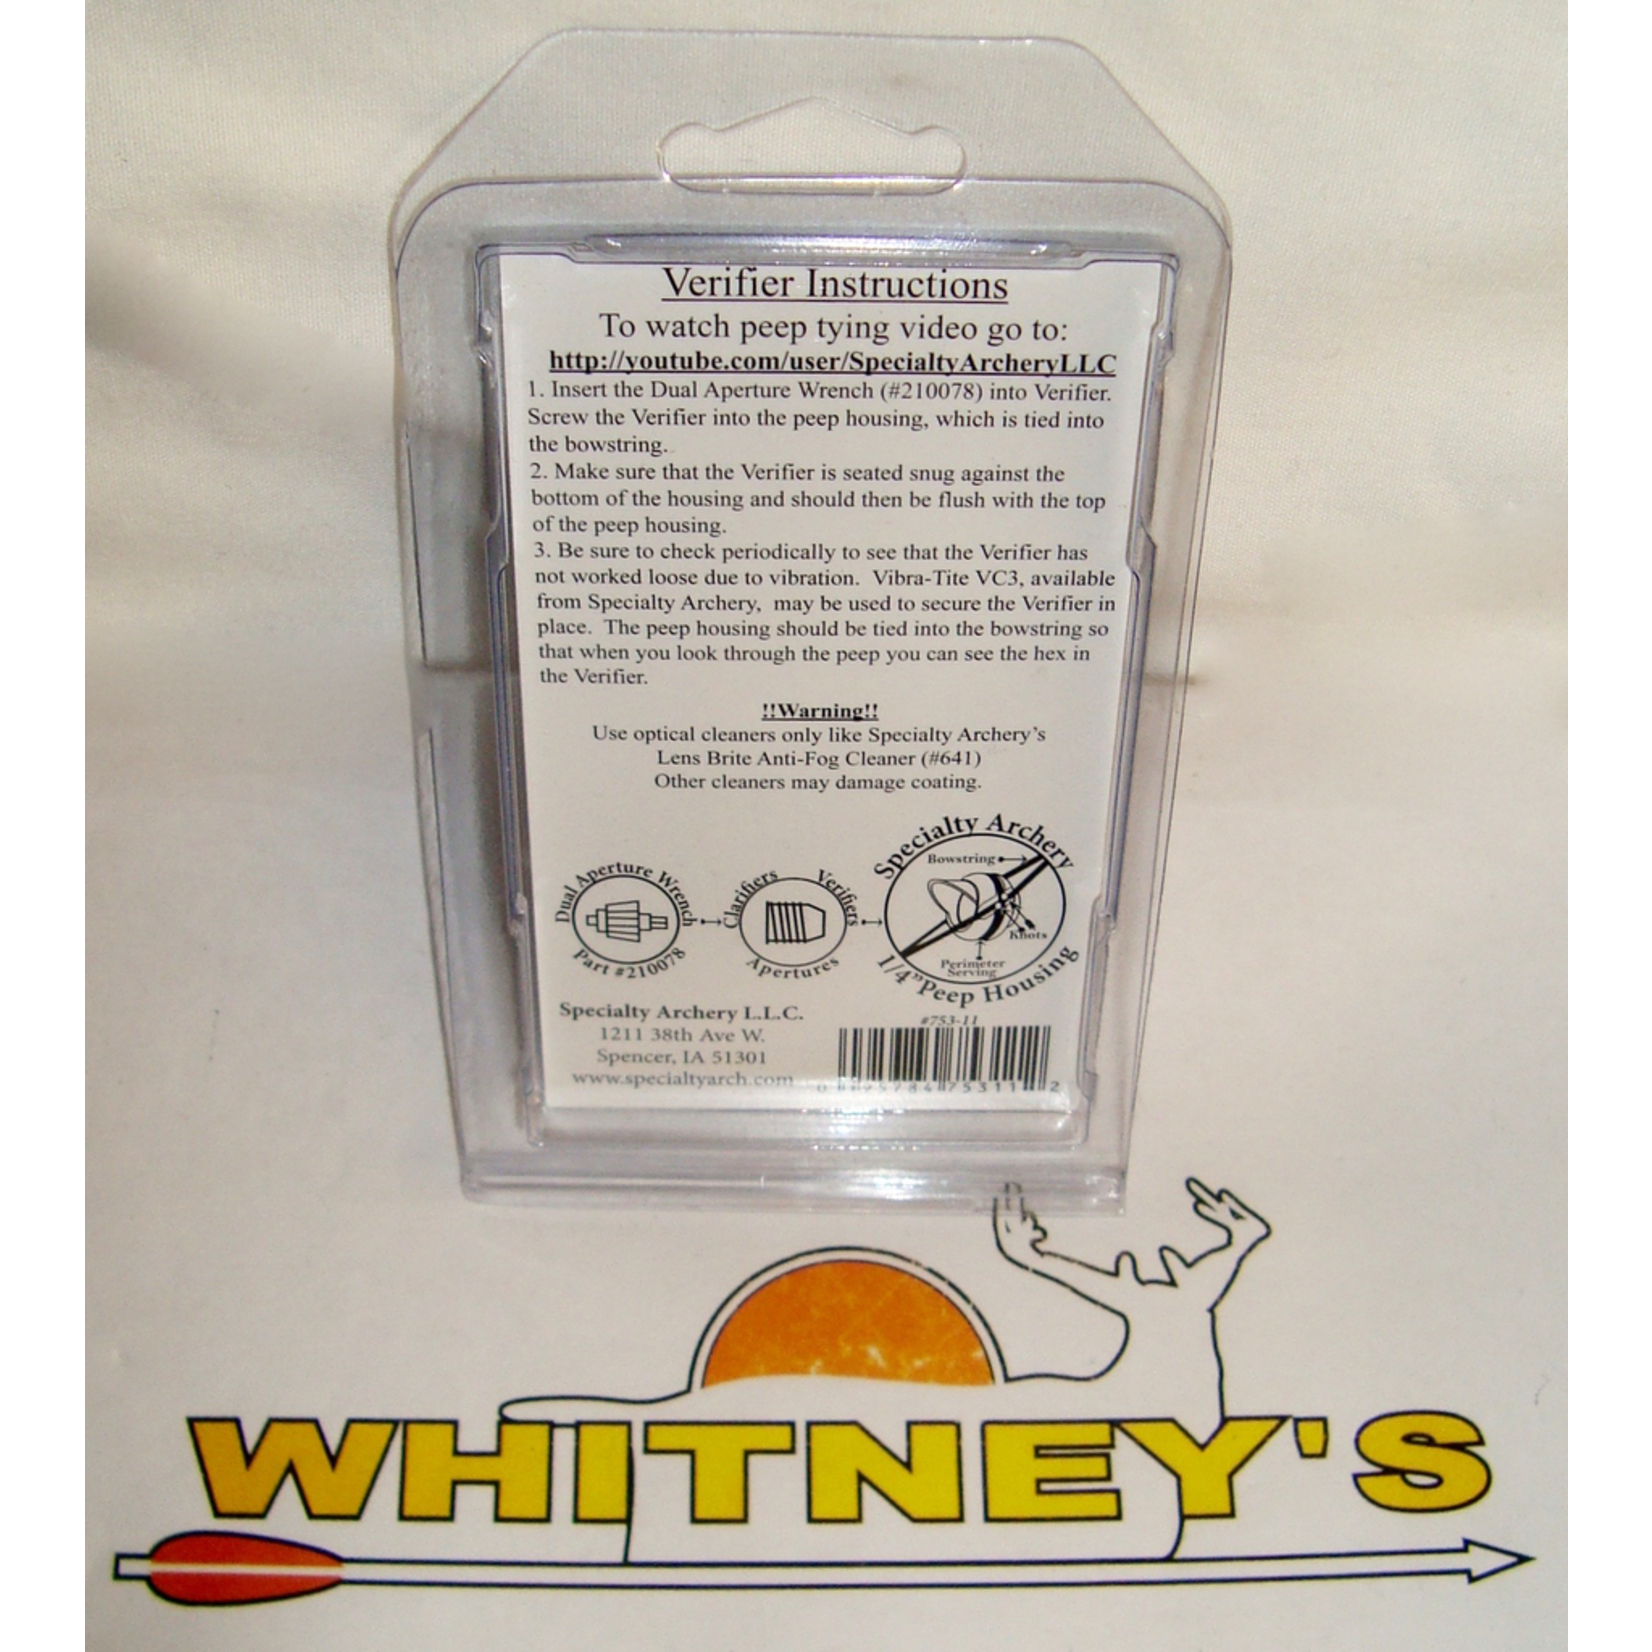 Verifier Instructions
To watch peep tying video go to:
http://youtube.com/user/SpecialtyArcheryLLC
1. Insert the Dual Aperture Wrench (#210078) into Verifier.
Screw the Verifier into the peep housing, which is tied into
the bowstring.
2. Make sure that the Verifier is seated snug against the
bottom of the housing and should then be flush with the top
of the peep housing.
3. Be sure to check periodically to see that the Verifier has
not worked loose due to vibration. Vibra-Tite VC3, available
from Specialty Archery, may be used to secure the Verifier in
place. The peep housing should be tied into the bowstring so
that when you look through the peep you can see the hex in
the Verifier.
!!Warning!!
Use optical cleaners only like Specialty Archery's
Lens Brite Anti-Fog Cleaner (#641)
Other cleaners may damage coating.
Dual Aperture Wrench
Part #210078
Clarifiers Verifiers
Apertures
Specialty Archery
Bowstring
Knots
Perimeter
Serving
1/4" Peep Housing
Specialty Archery L.L.C.
1211 38th Ave W.
Spencer, IA 51301
www.specialtyarch.com
#753-11
WHITNEY'S